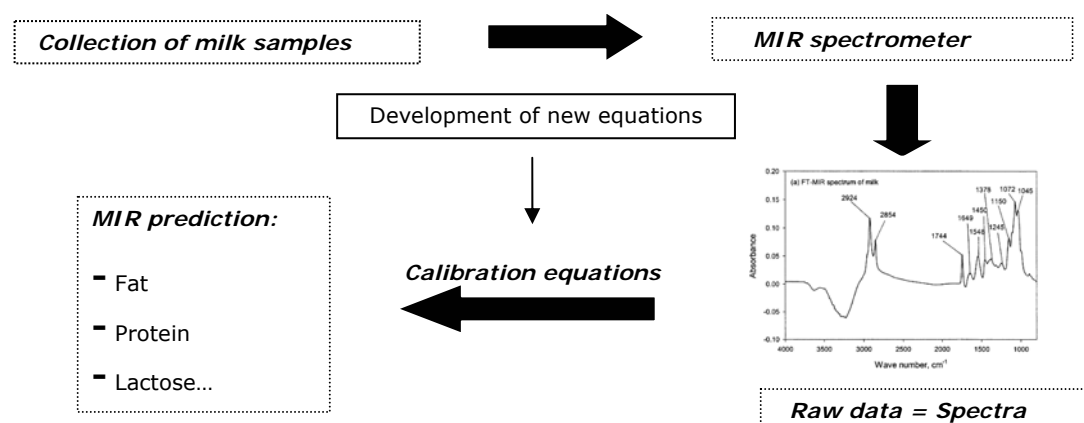 Collection of milk samples
MIR spectrometer
Development of new equations
(a) FT-MIR spectrum of milk
2924
2854
1744
1649
1548
1450
1378
1245
1150
1072
1045
Absorbance
0.20
0.15
0.10
0.05
0.00
-0.05
-0.10
4000 3500 3000 2500 2000 1500 1000
Wave number, cm-1
Raw data = Spectra
Calibration equations
MIR prediction:
- Fat
- Protein
- Lactose…